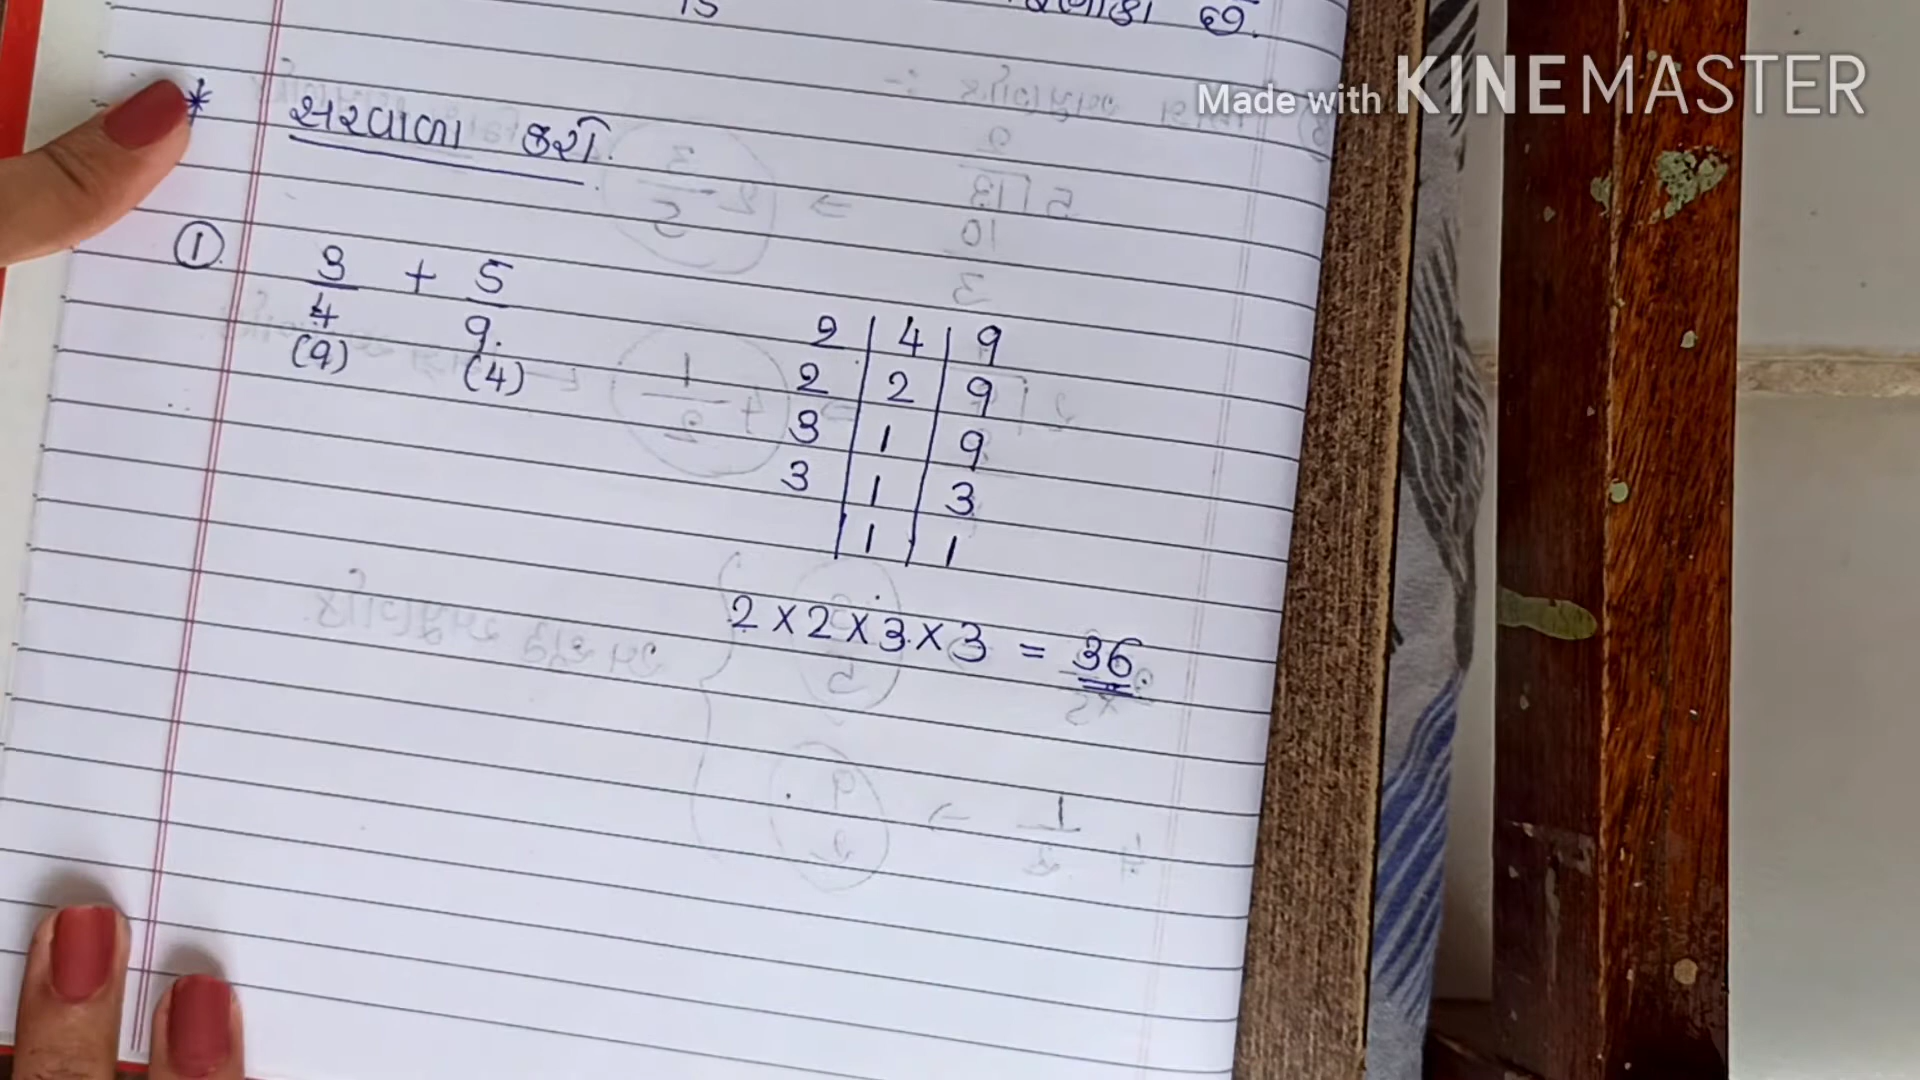 Made with KINEMASTER
* સરવાળા કરો.
① 3/4 + 5/9.
(9) (4)
2 | 4 | 9
2 | 2 | 9
3 | 1 | 9
3 | 1 | 3
| 1 | 1
2 × 2 × 3 × 3 = 36